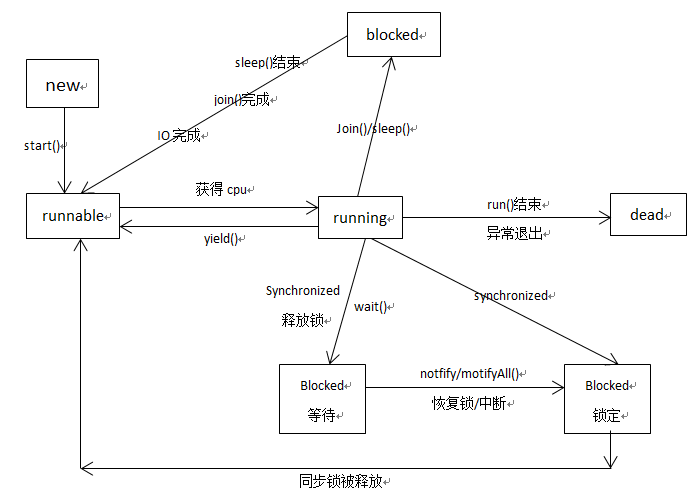 blocked
sleep()结束
new
join()完成
Join()/sleep()
IO 完成
start()
获得 cpu
runnable
running
run()结束
dead
yield()
异常退出
Synchronized
释放锁
wait()
synchronized
Blocked
等待
notfify/motifyAll()
恢复锁/中断
Blocked
锁定
同步锁被释放